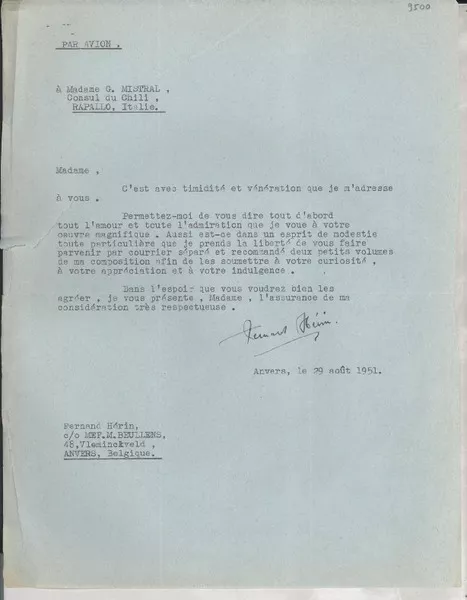 9500
PAR AVION .
à Madame G. MISTRAL ,
Consul du Chili ,
RAPALLO, Italie.
Madame ,
C'est avec timidité et vénération que je m'adresse
à vous .
Permettez-moi de vous dire tout d'abord
tout l'amour et toute l'admiration que je voue à votre
oeuvre magnifique . Aussi est-ce dans un esprit de modestie
toute particulière que je prends la liberté de vous faire
parvenir par courrier séparé et recommandé deux petits volumes
de ma composition afin de les soumettre à votre curiosité ,
à votre appréciation et à votre indulgence .
Dans l'espoir que vous voudrez bien les
agréer , je vous présente , Madame , l'assurance de ma
considération très respectueuse .
Fernand Hérin.
Anvers, le 29 août 1951.
Fernand Hérin,
c/o MEF.M.BEULLENS,
48,Vleminckveld ,
ANVERS, Belgique.